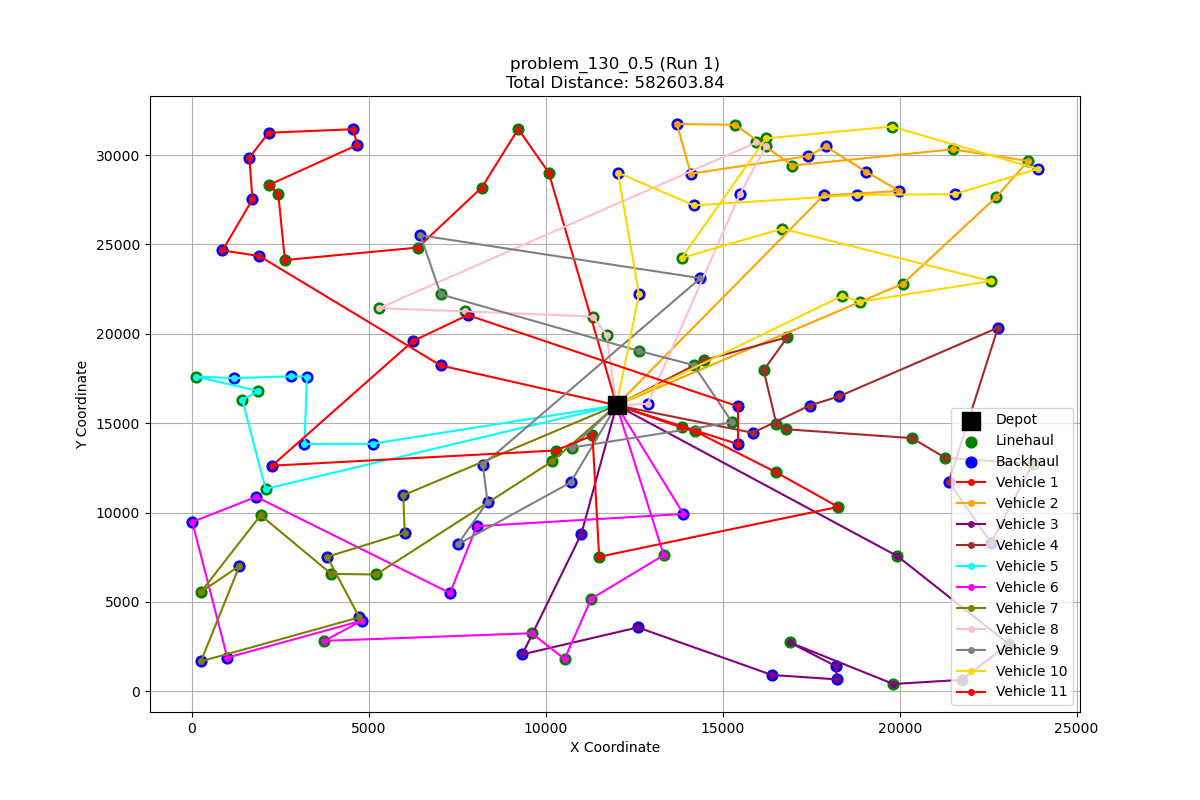 problem_130_0.5 (Run 1)
Total Distance: 582603.84
30000
25000
20000
15000
10000
5000
0
Y Coordinate
0 5000 10000 15000 20000 25000
X Coordinate
Depot
Linehaul
Backhaul
Vehicle 1
Vehicle 2
Vehicle 3
Vehicle 4
Vehicle 5
Vehicle 6
Vehicle 7
Vehicle 8
Vehicle 9
Vehicle 10
Vehicle 11